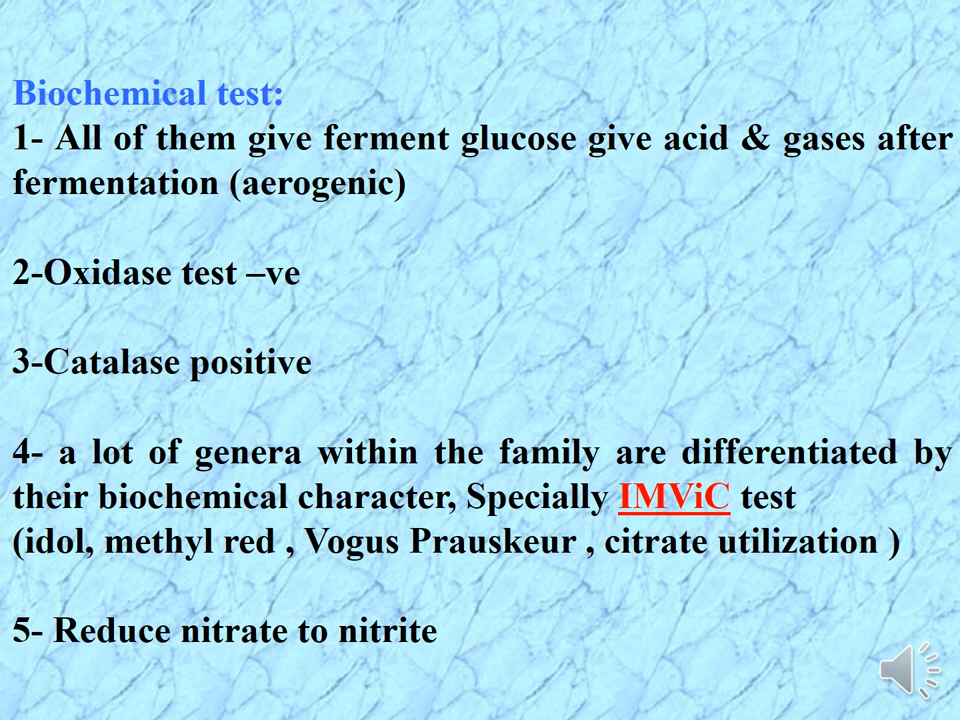 Biochemical test:
1- All of them give ferment glucose give acid & gases after
fermentation (aerogenic)
2-Oxidase test –ve
3-Catalase positive
4- a lot of genera within the family are differentiated by
their biochemical character, Specially IMViC test
(idol, methyl red , Vogus Prauskeur , citrate utilization )
5- Reduce nitrate to nitrite